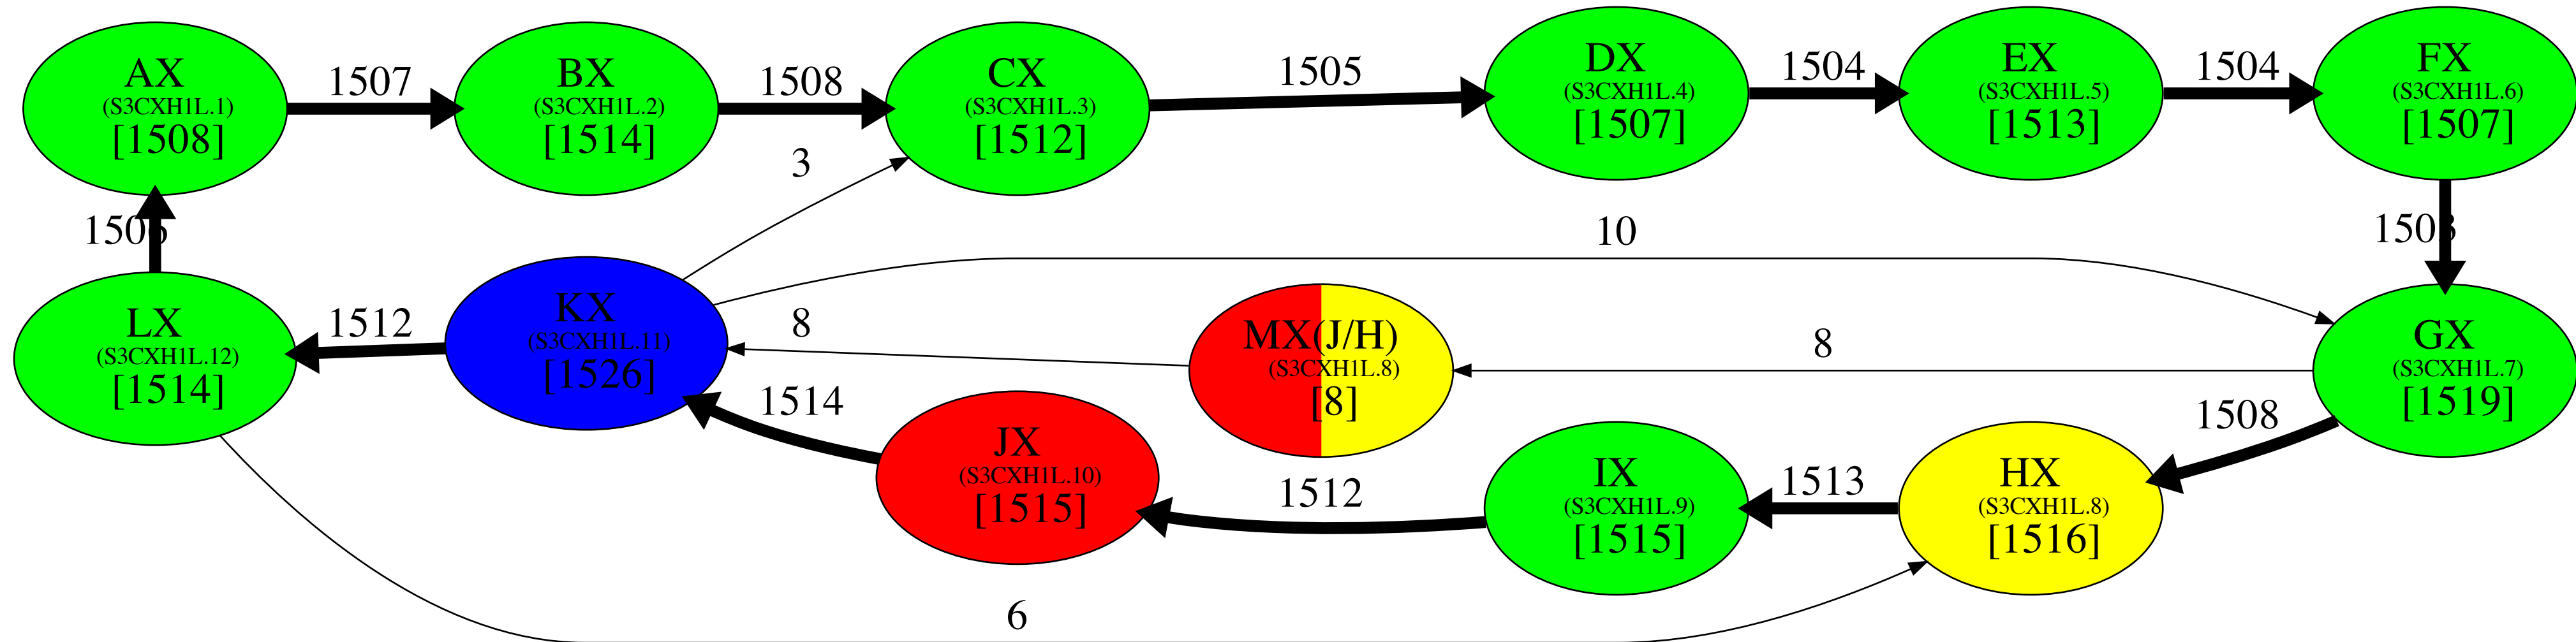 AX
(S3CXH1L.1)
[1508]
1507
BX
(S3CXH1L.2)
[1514]
1508
CX
(S3CXH1L.3)
[1512]
1505
DX
(S3CXH1L.4)
[1507]
1504
EX
(S3CXH1L.5)
[1513]
1504
FX
(S3CXH1L.6)
[1507]
3
10
LX
(S3CXH1L.12)
[1514]
1512
KX
(S3CXH1L.11)
[1526]
8
1514
MX(J/H)
(S3CXH1L.8)
[8]
8
GX
(S3CXH1L.7)
[1519]
1508
JX
(S3CXH1L.10)
[1515]
1512
IX
(S3CXH1L.9)
[1515]
1513
HX
(S3CXH1L.8)
[1516]
6